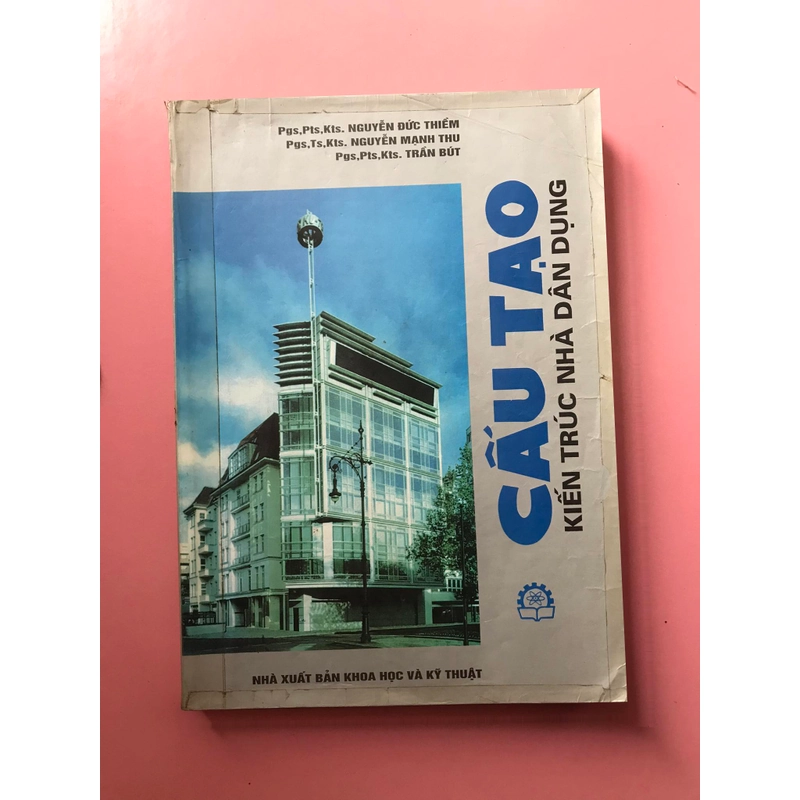 Pgs,Pts,Kts. NGUYỄN ĐỨC THIỀM
Pgs,Ts,Kts. NGUYỄN MẠNH THU
Pgs,Pts,Kts. TRẦN BÚT
CẤU TẠO
KIẾN TRÚC NHÀ DÂN DỤNG
NHÀ XUẤT BẢN KHOA HỌC VÀ KỸ THUẬT